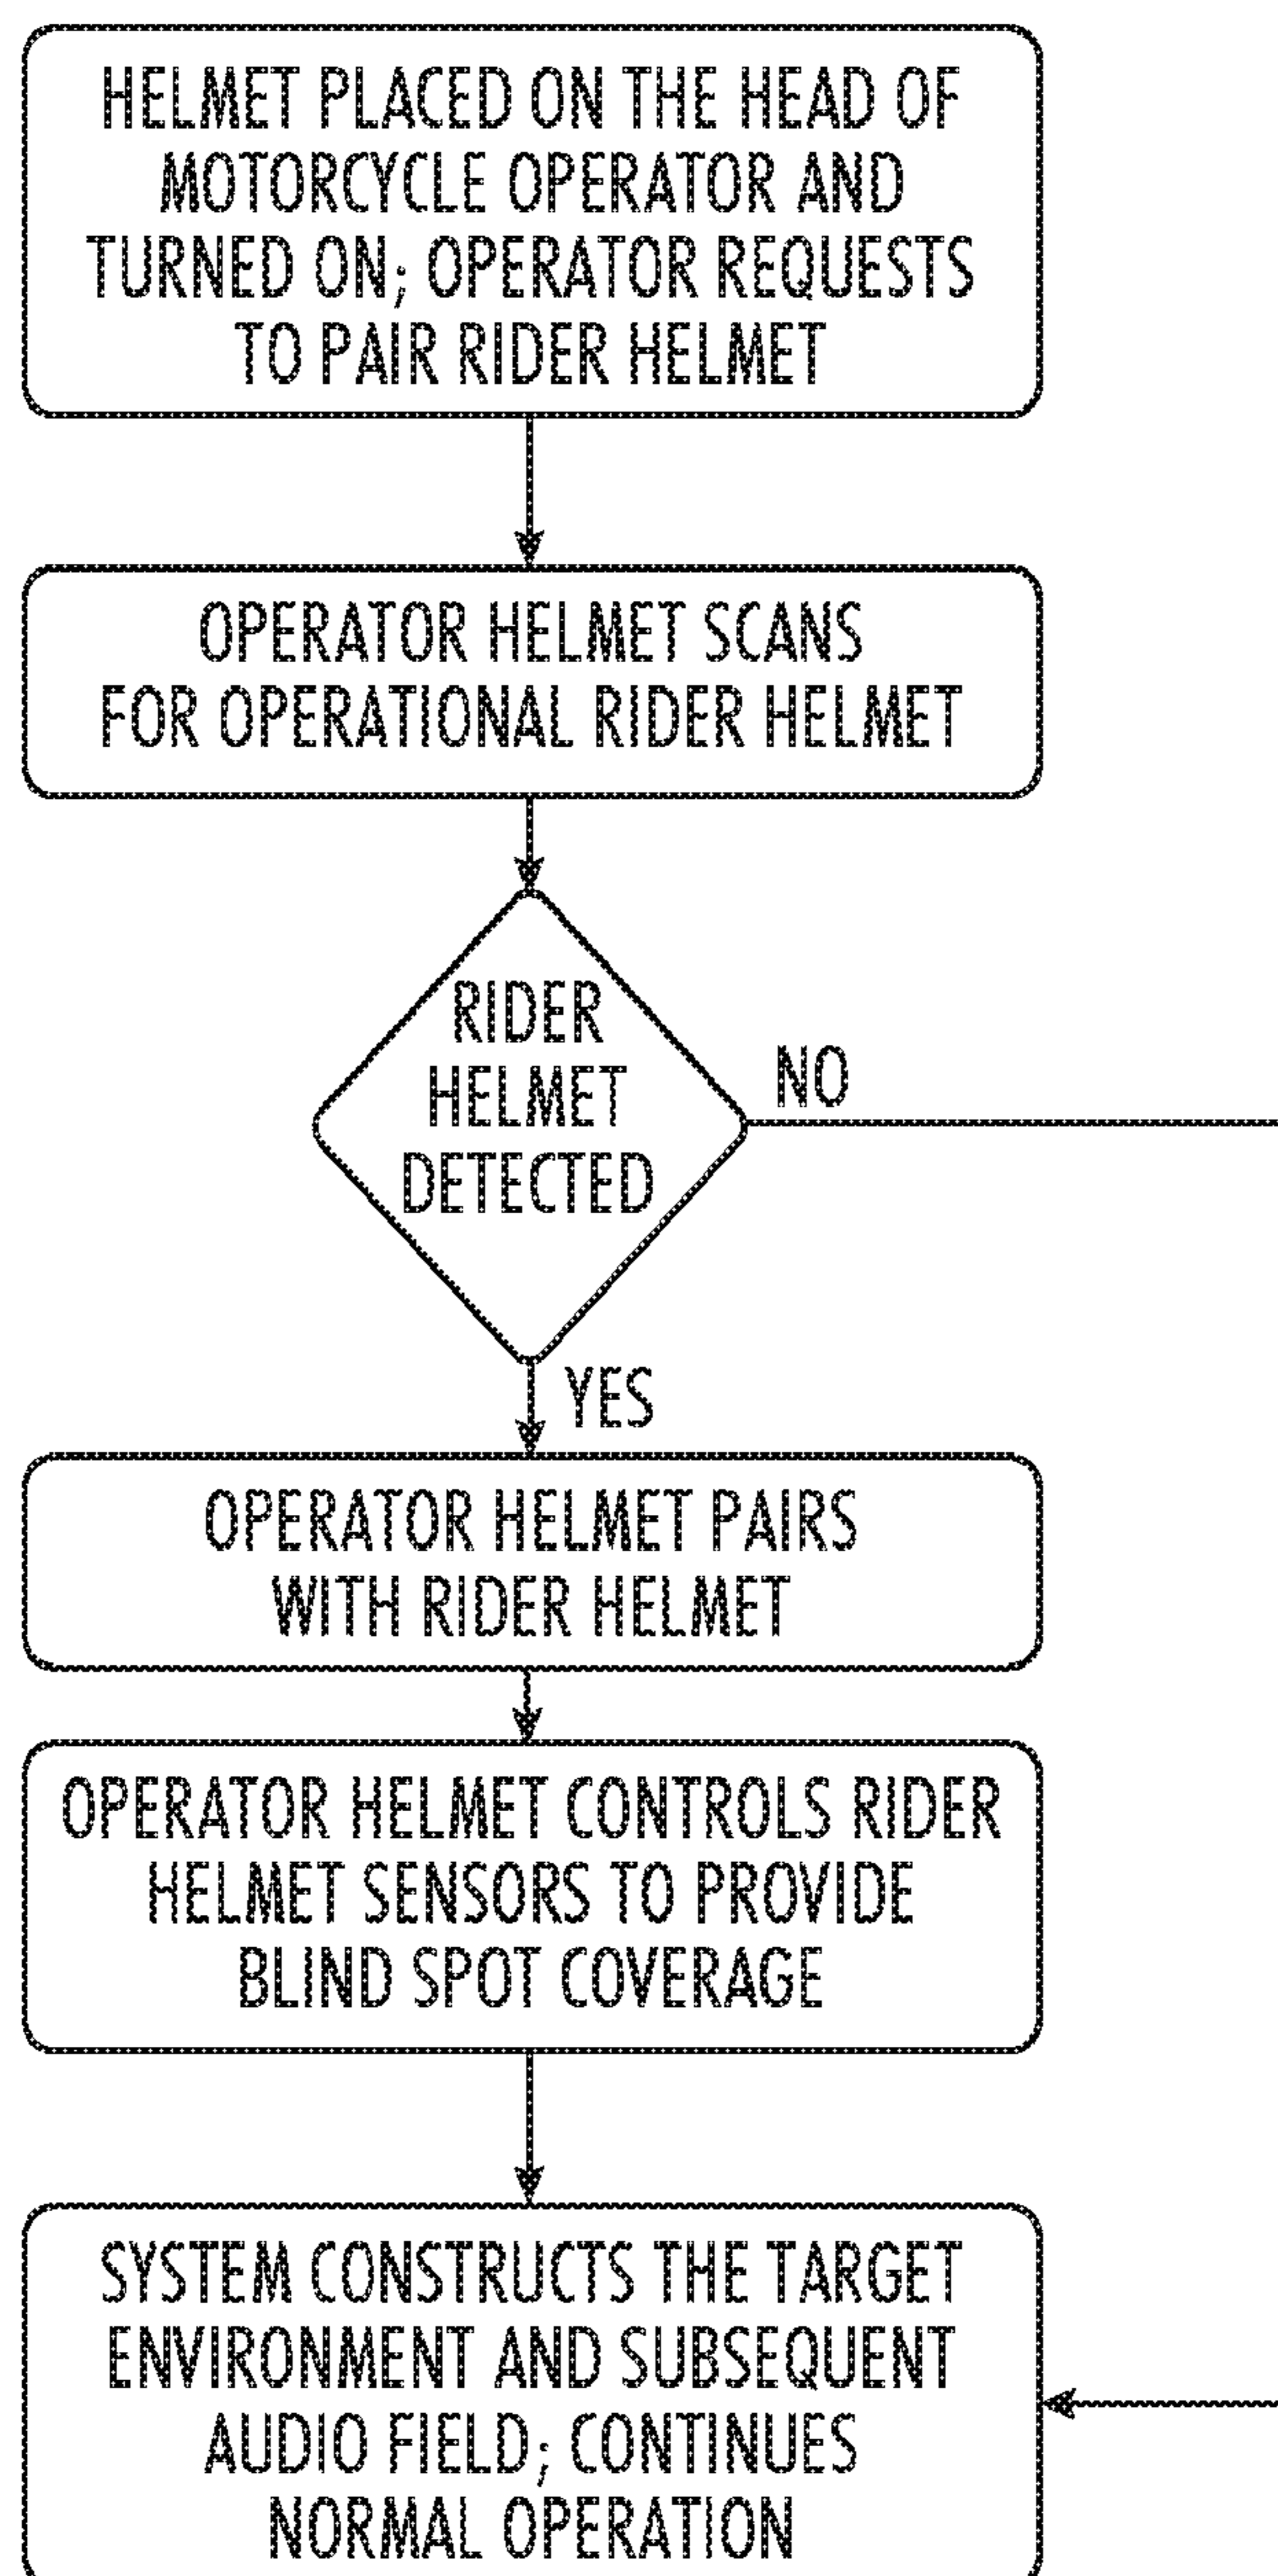 HELMET PLACED ON THE HEAD OF
MOTORCYCLE OPERATOR AND
TURNED ON; OPERATOR REQUESTS
TO PAIR RIDER HELMET
OPERATOR HELMET SCANS
FOR OPERATIONAL RIDER HELMET
RIDER
HELMET
DETECTED
NO
YES
OPERATOR HELMET PAIRS
WITH RIDER HELMET
OPERATOR HELMET CONTROLS RIDER
HELMET SENSORS TO PROVIDE
BLIND SPOT COVERAGE
SYSTEM CONSTRUCTS THE TARGET
ENVIRONMENT AND SUBSEQUENT
AUDIO FIELD; CONTINUES
NORMAL OPERATION